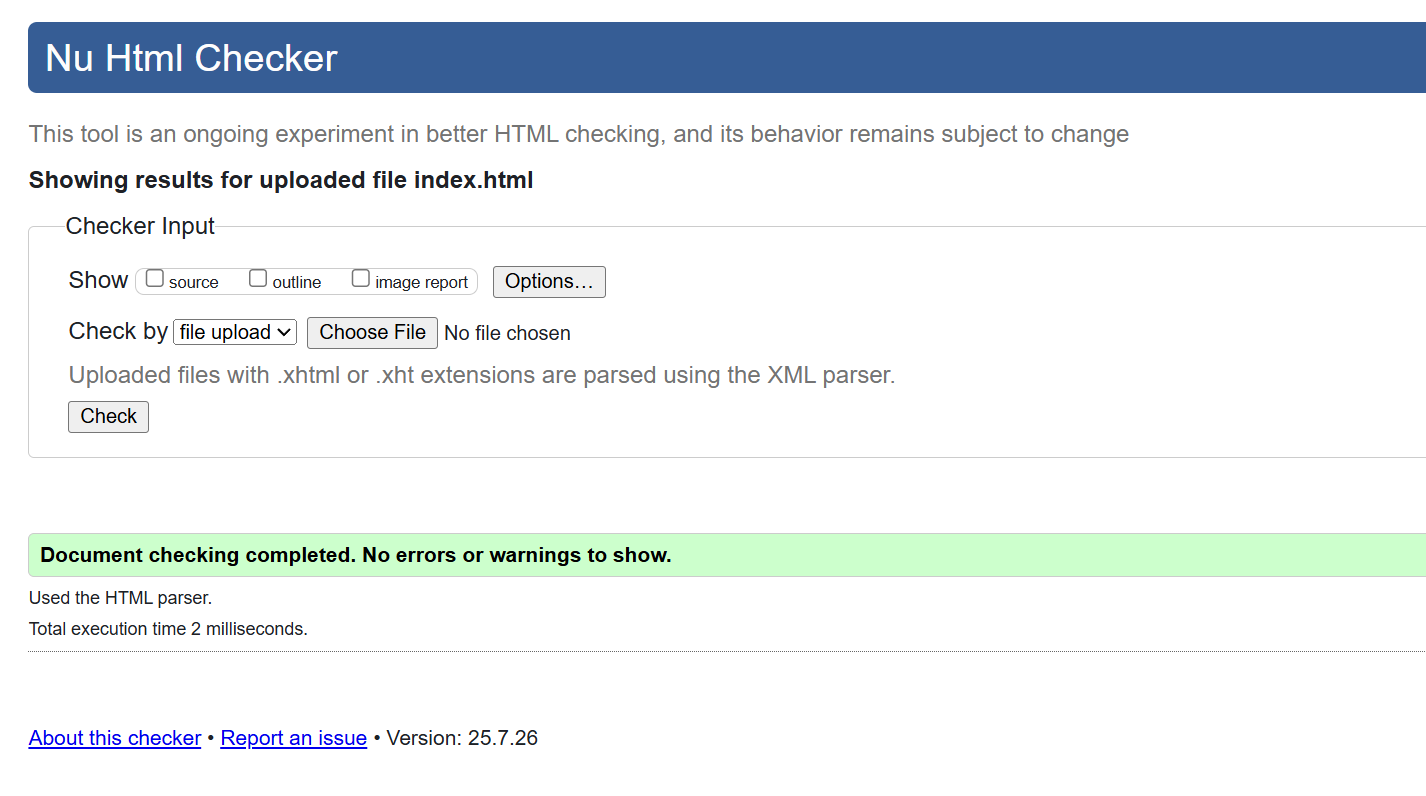 Nu Html Checker
This tool is an ongoing experiment in better HTML checking, and its behavior remains subject to change
Showing results for uploaded file index.html
Checker Input
Show source outline image report Options…
Check by file upload Choose File No file chosen
Uploaded files with .xhtml or .xht extensions are parsed using the XML parser.
Check
Document checking completed. No errors or warnings to show.
Used the HTML parser.
Total execution time 2 milliseconds.
About this checker • Report an issue • Version: 25.7.26